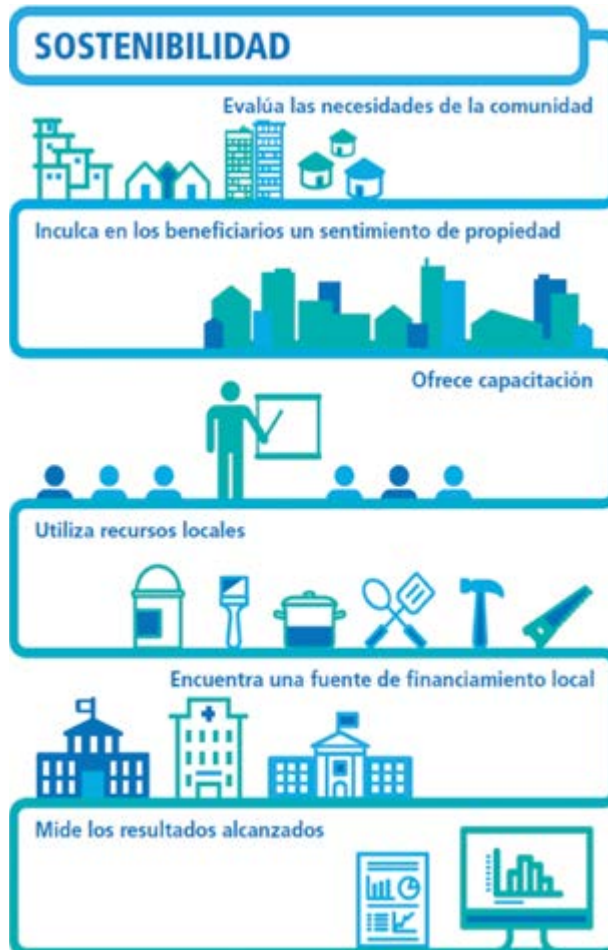 SOSTENIBILIDAD
Evalúa las necesidades de la comunidad
Inculca en los beneficiarios un sentimiento de propiedad
Ofrece capacitación
Utiliza recursos locales
Encuentra una fuente de financiamiento local
Mide los resultados alcanzados